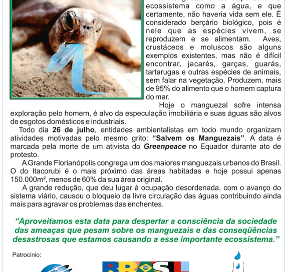 ecossistema como a água, e que
certamente, não haveria vida sem ele. É
considerado berçário biológico, pois é
nele que as espécies vivem, se
reproduzem e se alimentam. Aves,
crustáceos e moluscos são alguns
exemplos existentes, mas não é difícil
encontrar, jacarés, garças, guarás,
tartarugas e outras espécies de animais,
sem falar na vegetação. Produzem, mais
de 95% do alimento que o homem captura
do mar.
Hoje o manguezal sofre intensa
exploração pelo homem, é alvo da especulação imobiliária e suas águas são alvos
de esgotos domésticos e industriais.
Todo dia 26 de julho, entidades ambientalistas em todo mundo organizam
atividades motivadas pelo mesmo grito: "Salvem os Manguezais". A data é
marcada pela morte de um ativista do Greenpeace no Equador durante ato de
protesto.
A Grande Florianópolis congrega um dos maiores manguezais urbanos do Brasil.
O do Itacorubi é o mais próximo das áreas habitadas e hoje possui apenas
150.000m², menos de 60% da sua área original.
A grande redução, que deu lugar à ocupação desordenada, com o avanço do
sistema viário, causou o bloqueio da livre circulação das águas contribuindo ainda
mais para agravar os problemas das enchentes.
"Aproveitamos esta data para despertar a consciência da sociedade
das ameaças que pesam sobre os manguezais e das conseqüências
desastrosas que estamos causando a esse importante ecossistema."
Patrocínio: